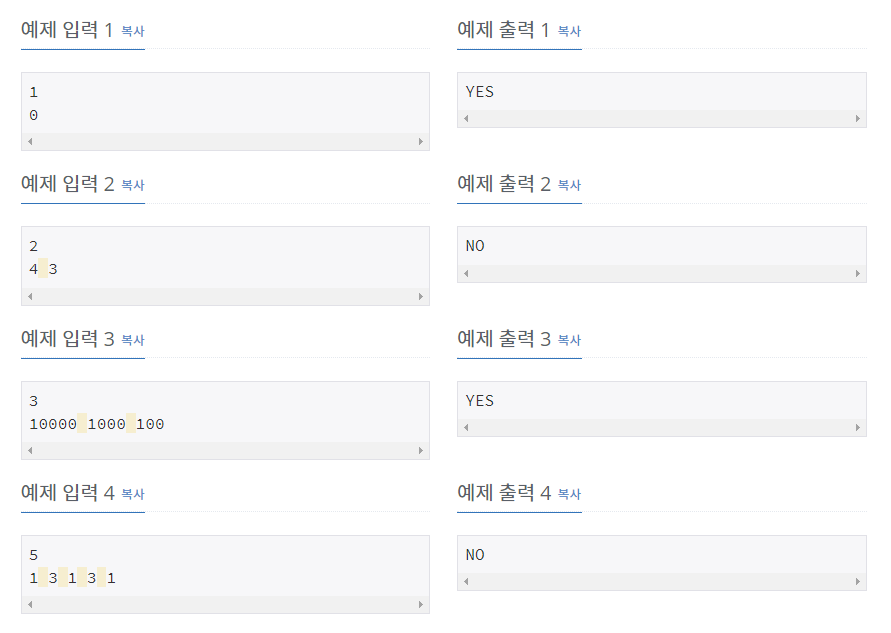 예제 입력 1 복사
예제 출력 1 복사
1
0
YES
예제 입력 2 복사
예제 출력 2 복사
2
4 3
NO
예제 입력 3 복사
예제 출력 3 복사
3
10000 1000 100
YES
예제 입력 4 복사
예제 출력 4 복사
5
1 3 1 3 1
NO